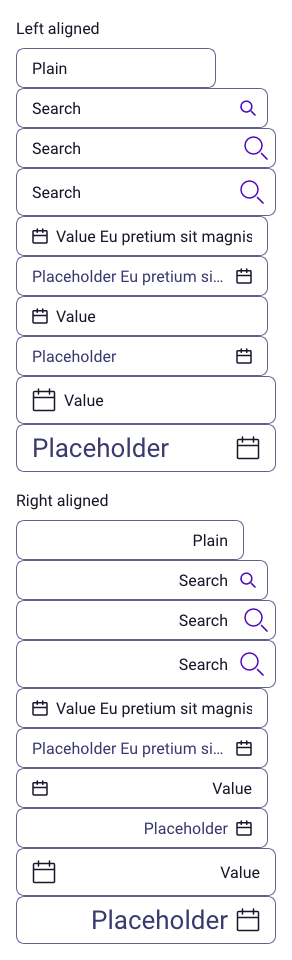 Left aligned
Plain
Search
Search
Search
Value Eu pretium sit magnis
Placeholder Eu pretium si...
Value
Placeholder
Value
Placeholder
Right aligned
Plain
Search
Search
Search
Value Eu pretium sit magnis
Placeholder Eu pretium si...
Value
Placeholder
Value
Placeholder